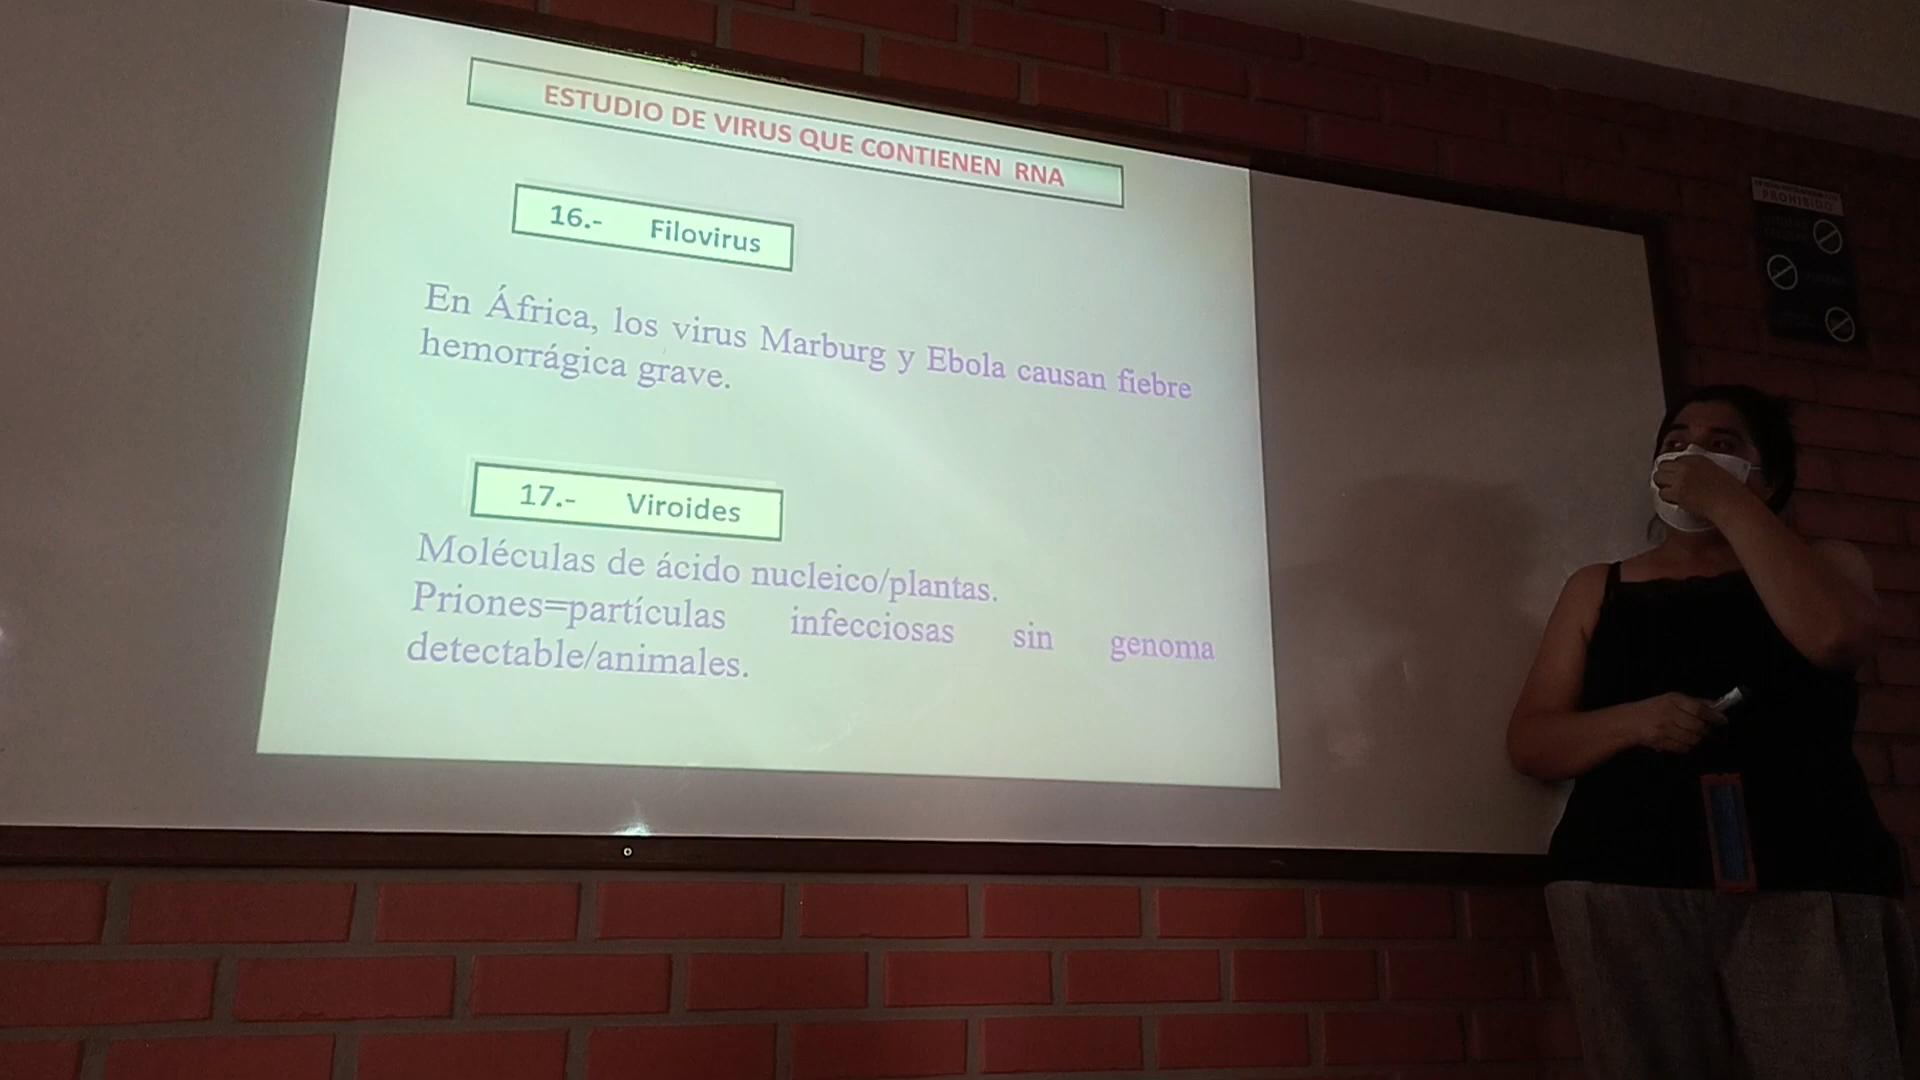 ESTUDIO DE VIRUS QUE CONTIENEN RNA
16.- Filovirus
En África, los virus Marburg y Ebola causan fiebre
hemorrágica grave.
17.- Viroides
Moléculas de ácido nucleico/plantas.
Priones=partículas infecciosas sin genoma
detectable/animales.
PROHIBIDO